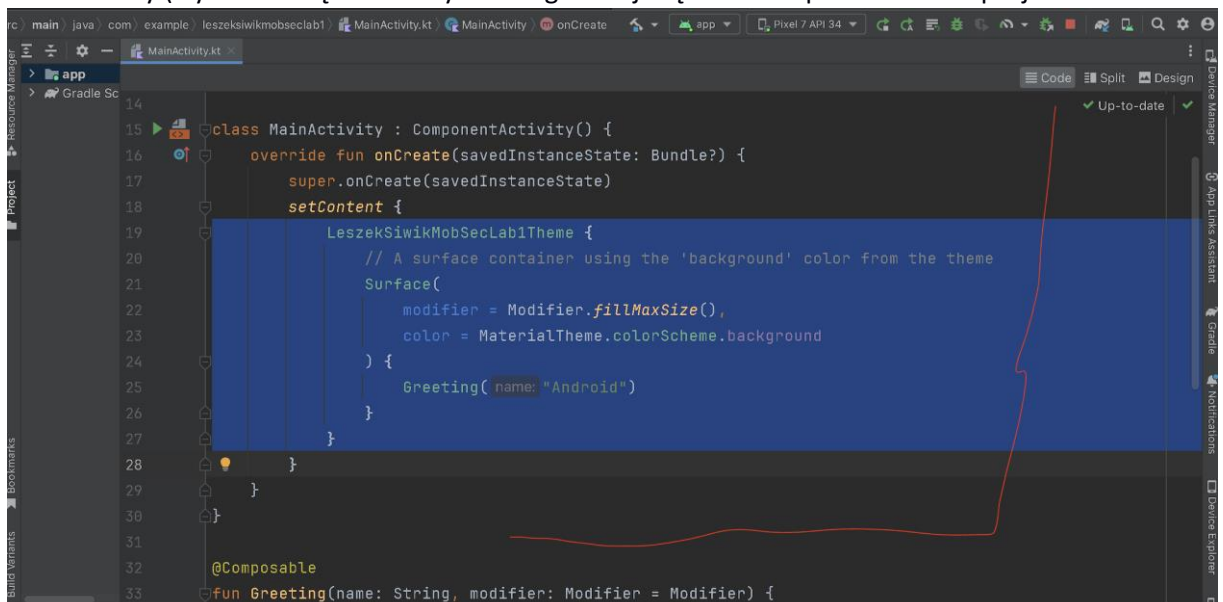 main java com example leszeksiwikmobseclab1 MainActivity.kt MainActivity onCreate app Pixel 7 API 34
MainActivity.kt
app
Code Split Design
Gradle Sc
Up-to-date
14
15 class MainActivity : ComponentActivity() {
16 override fun onCreate(savedInstanceState: Bundle?) {
17 super.onCreate(savedInstanceState)
18 setContent {
19 LeszekSiwikMobSecLab1Theme {
20 // A surface container using the 'background' color from the theme
21 Surface(
22 modifier = Modifier.fillMaxSize(),
23 color = MaterialTheme.colorScheme.background
24 ) {
25 Greeting( name: "Android")
26 }
27 }
28 }
29 }
30 }
31
32 @Composable
33 fun Greeting(name: String, modifier: Modifier = Modifier) {
Resource Manager
Project
Bookmarks
Build Variants
Device Manager
App Links Assistant
Gradle
Notifications
Device Explorer